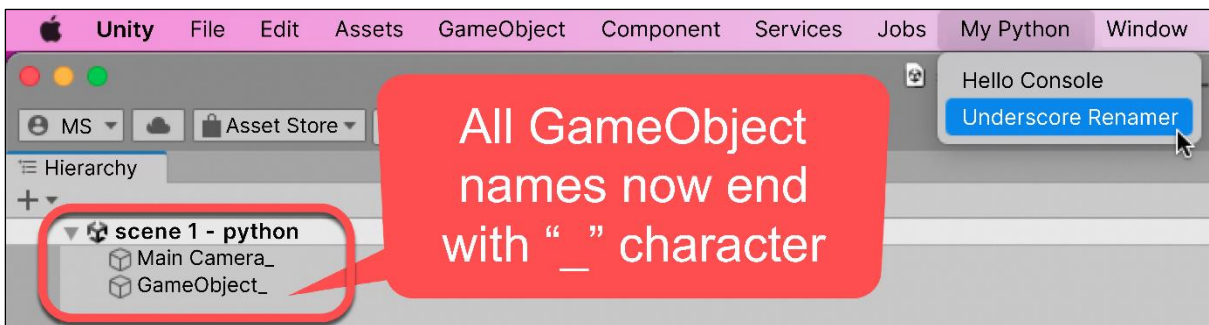 Unity File Edit Assets GameObject Component Services Jobs My Python Window
Hello Console
MS Asset Store
Underscore Renamer
All GameObject
names now end
with “_” character
Hierarchy
+
scene 1 - python
Main Camera_
GameObject_